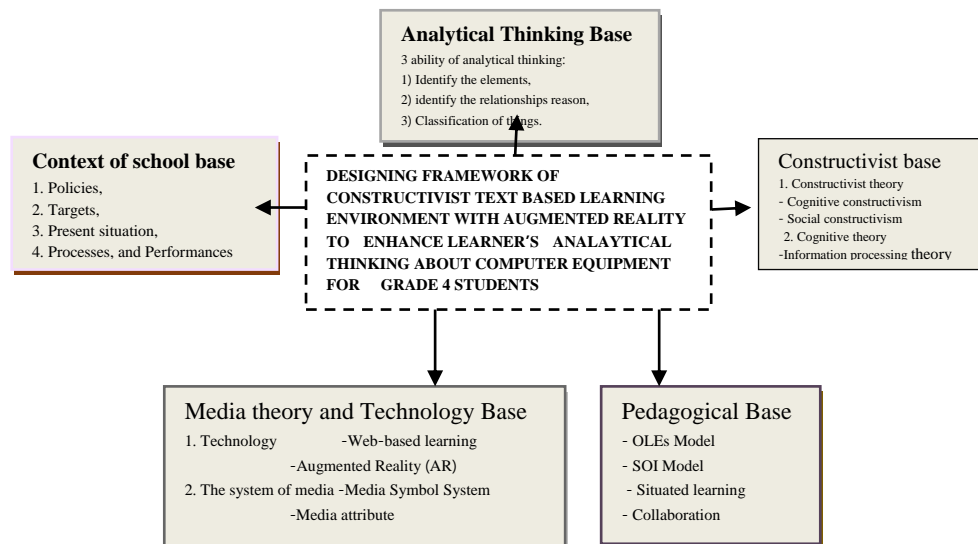 Analytical Thinking Base
3 ability of analytical thinking:
1) Identify the elements,
2) identify the relationships reason,
3) Classification of things.
Context of school base
1. Policies,
2. Targets,
3. Present situation,
4. Processes, and Performances
DESIGNING FRAMEWORK OF
CONSTRUCTIVIST TEXT BASED LEARNING
ENVIRONMENT WITH AUGMENTED REALITY
TO ENHANCE LEARNER'S ANALAYTICAL
THINKING ABOUT COMPUTER EQUIPMENT
FOR GRADE 4 STUDENTS
Constructivist base
1. Constructivist theory
- Cognitive constructivism
- Social constructivism
2. Cognitive theory
-Information processing theory
Media theory and Technology Base
1. Technology -Web-based learning
-Augmented Reality (AR)
2. The system of media -Media Symbol System
-Media attribute
Pedagogical Base
- OLEs Model
- SOI Model
- Situated learning
- Collaboration